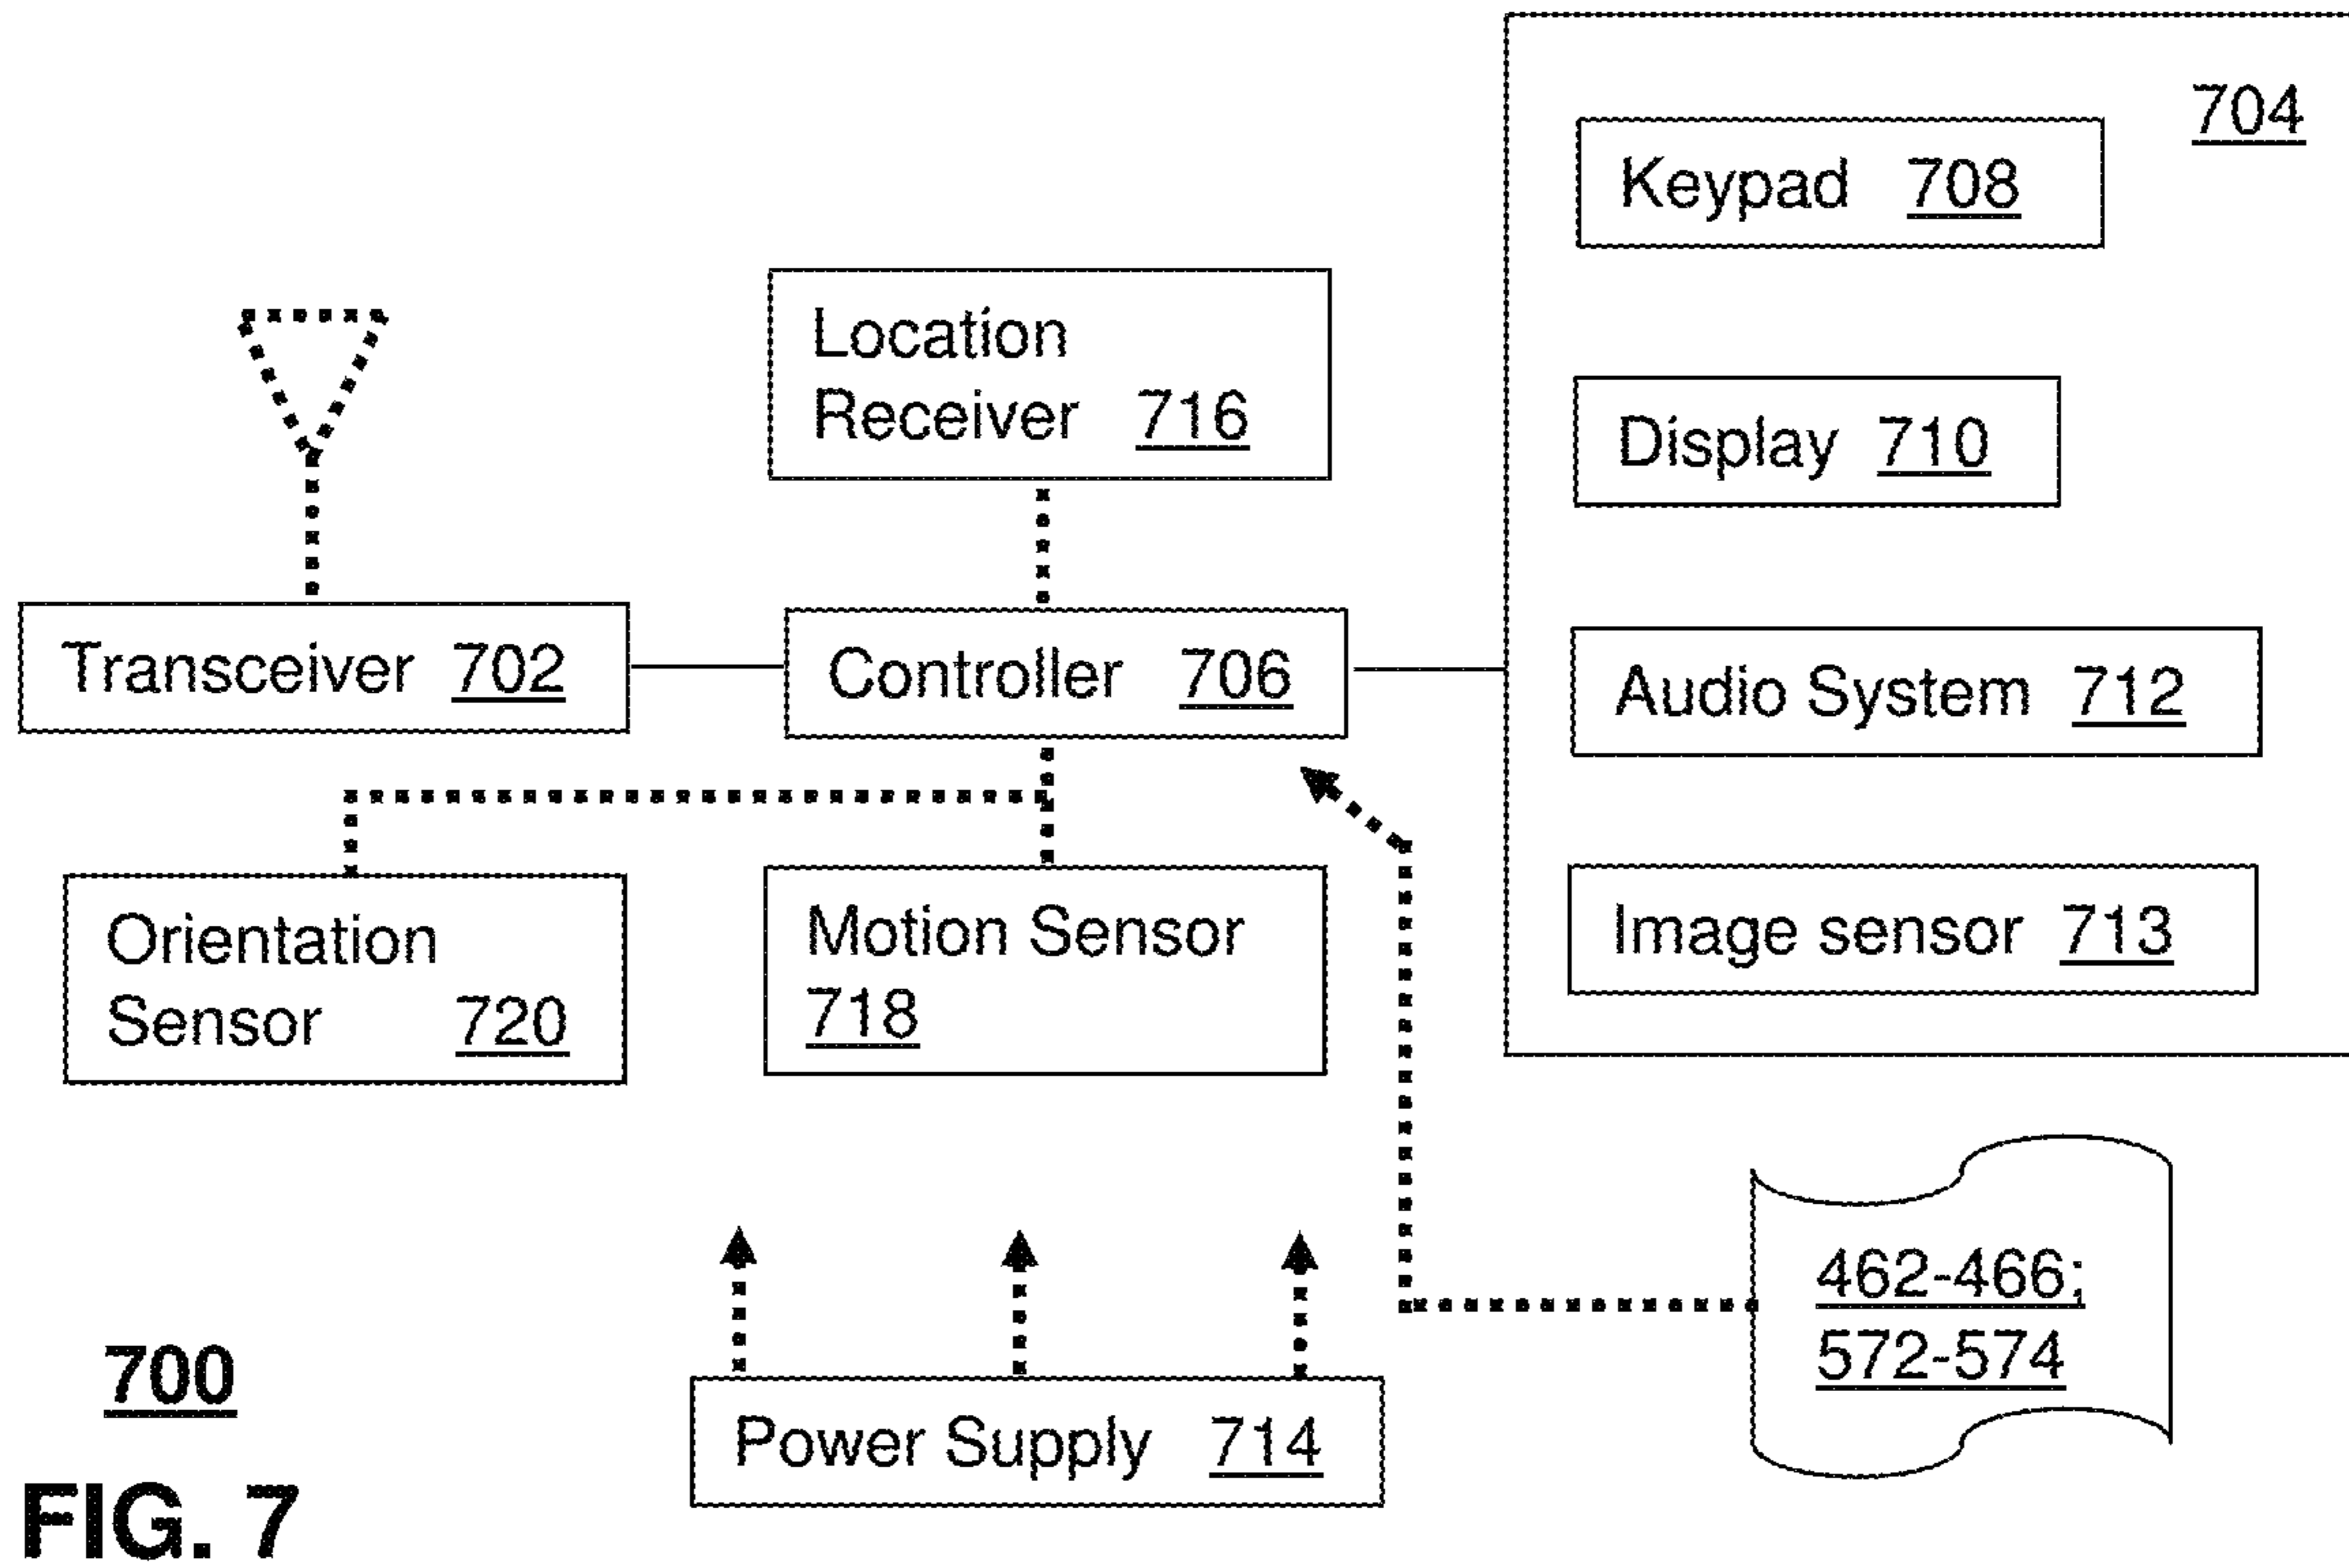 704
Keypad 708
Location
Receiver 716
Display 710
Transceiver 702
Controller 706
Audio System 712
Orientation
Sensor 720
Motion Sensor
718
Image sensor 713
462-466;
572-574
700
Power Supply 714
FIG. 7